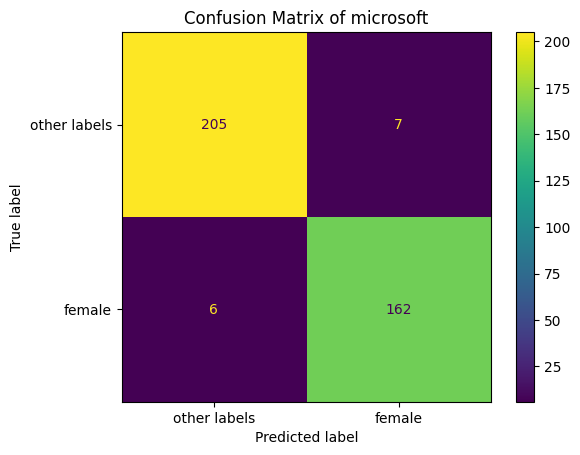 Confusion Matrix of microsoft
True label
other labels
205
7
female
6
162
other labels
female
Predicted label
200
175
150
125
100
75
50
25